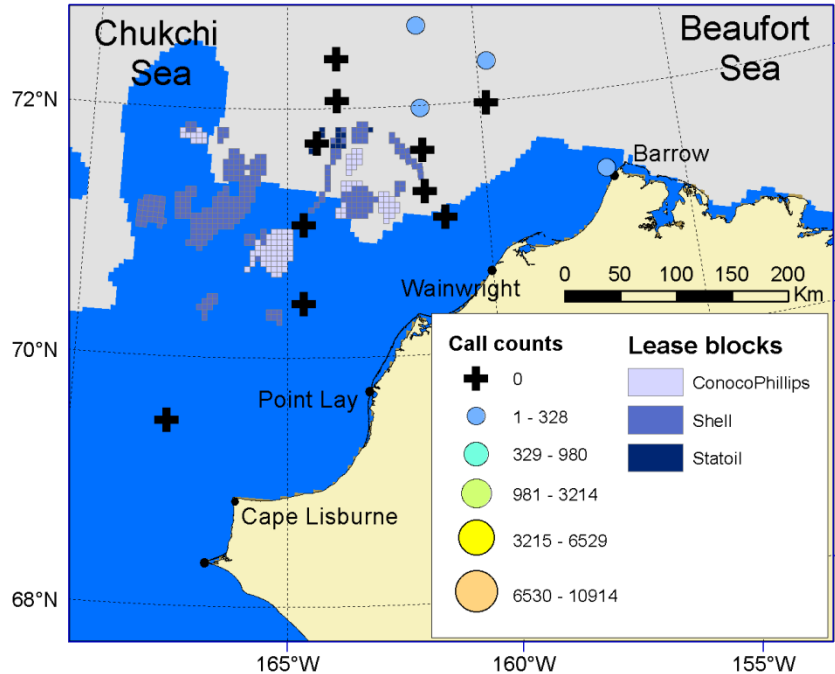 Chukchi
Sea
Beaufort
Sea
72°N
Barrow
Wainwright
0 50 100 150 200
Km
70°N
Point Lay
Cape Lisburne
68°N
Call counts
0
1 - 328
329 - 980
981 - 3214
3215 - 6529
6530 - 10914
Lease blocks
ConocoPhillips
Shell
Statoil
165°W
160°W
155°W